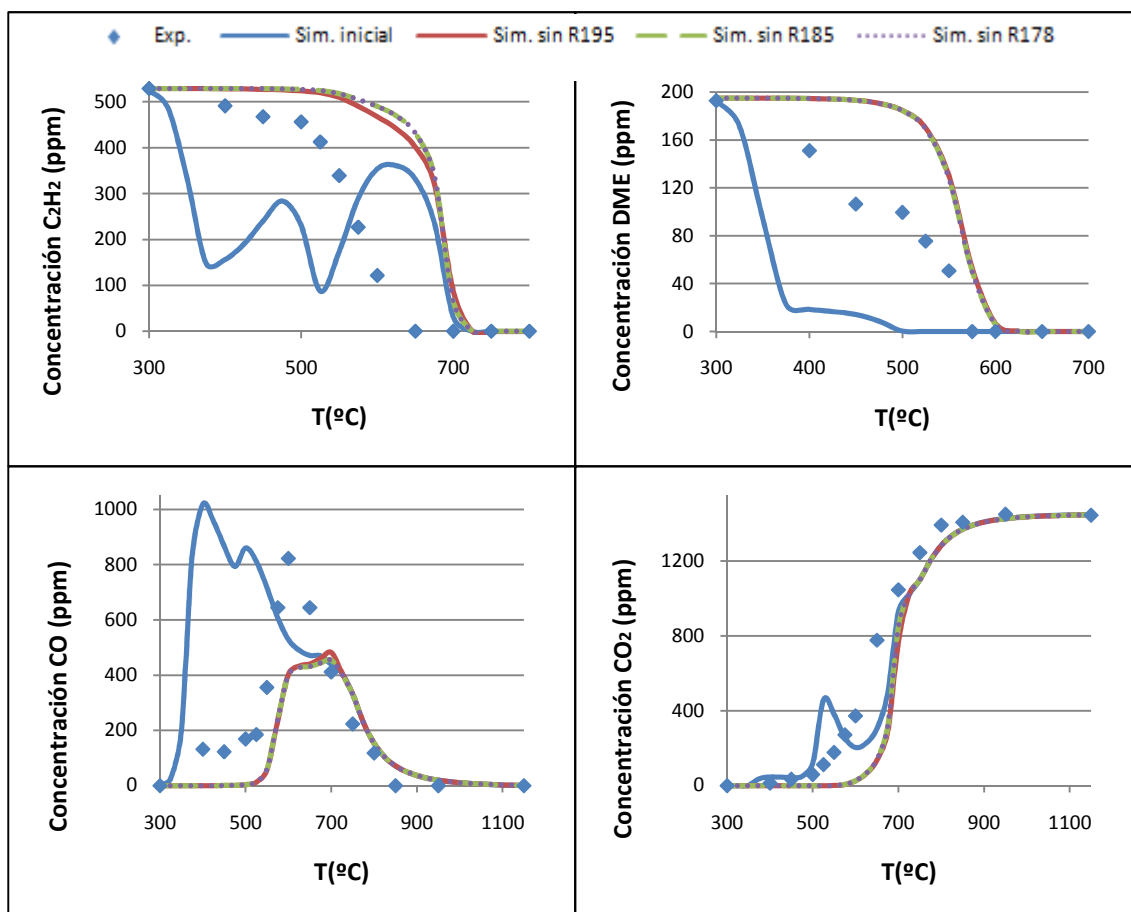 Exp. Sim. inicial Sim. sin R195 Sim. sin R185 Sim. sin R178
Concentración C2H2 (ppm)
500
400
300
200
100
0
300 500 700
T(ºC)
Concentración DME (ppm)
200
160
120
80
40
0
300 400 500 600 700
T(ºC)
Concentración CO (ppm)
1000
800
600
400
200
0
300 500 700 900 1100
T(ºC)
Concentración CO2 (ppm)
1200
800
400
0
300 500 700 900 1100
T(ºC)